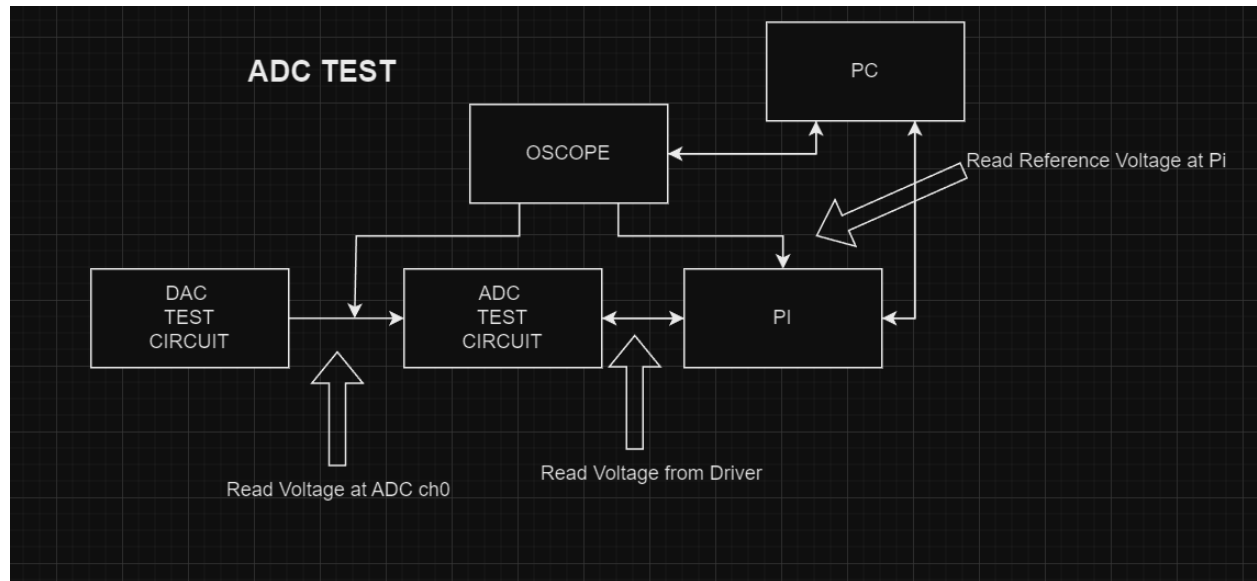 ADC TEST
PC
OSCOPE
Read Reference Voltage at Pi
DAC
TEST
CIRCUIT
ADC
TEST
CIRCUIT
PI
Read Voltage at ADC ch0
Read Voltage from Driver